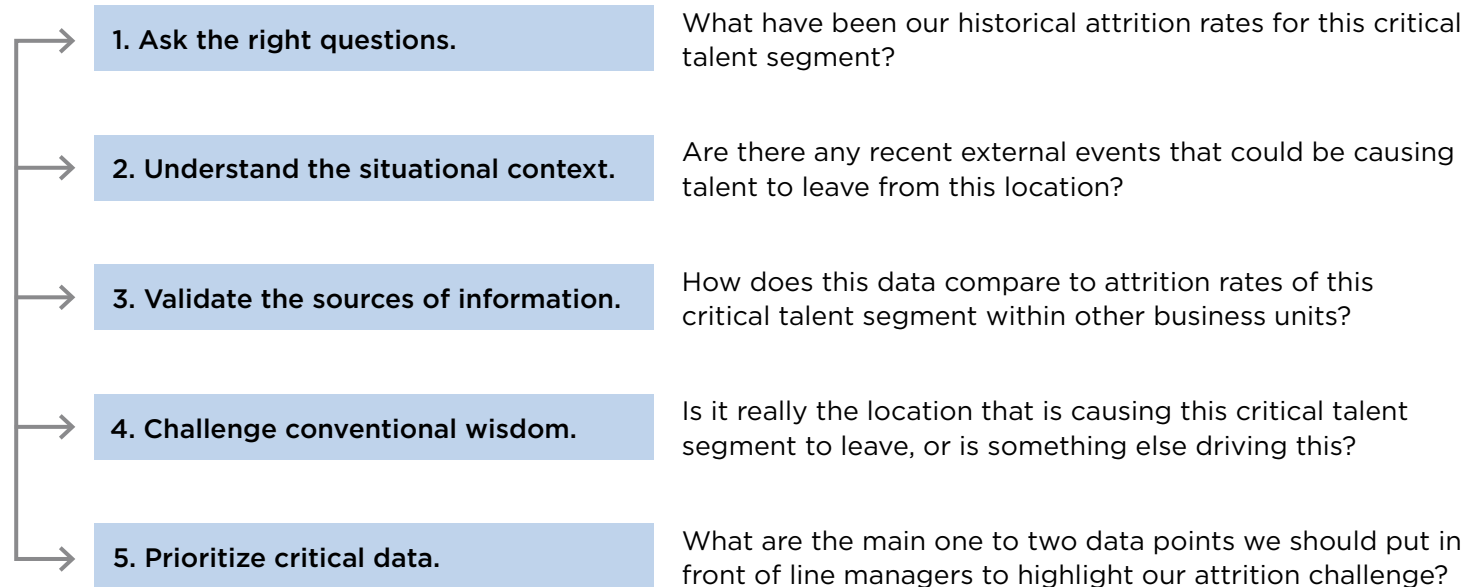 1. Ask the right questions.
What have been our historical attrition rates for this critical
talent segment?
2. Understand the situational context.
Are there any recent external events that could be causing
talent to leave from this location?
3. Validate the sources of information.
How does this data compare to attrition rates of this
critical talent segment within other business units?
4. Challenge conventional wisdom.
Is it really the location that is causing this critical talent
segment to leave, or is something else driving this?
5. Prioritize critical data.
What are the main one to two data points we should put in
front of line managers to highlight our attrition challenge?